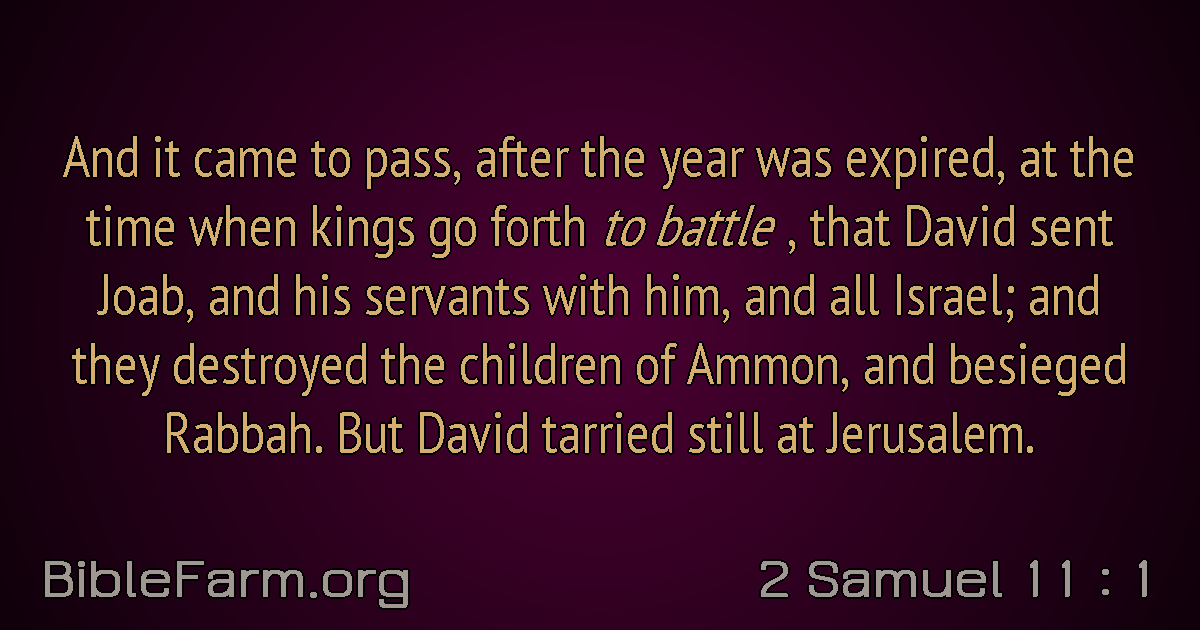 And it came to pass, after the year was expired, at the
time when kings go forth to battle , that David sent
Joab, and his servants with him, and all Israel; and
they destroyed the children of Ammon, and besieged
Rabbah. But David tarried still at Jerusalem.
BibleFarm.org
2 Samuel 11 : 1